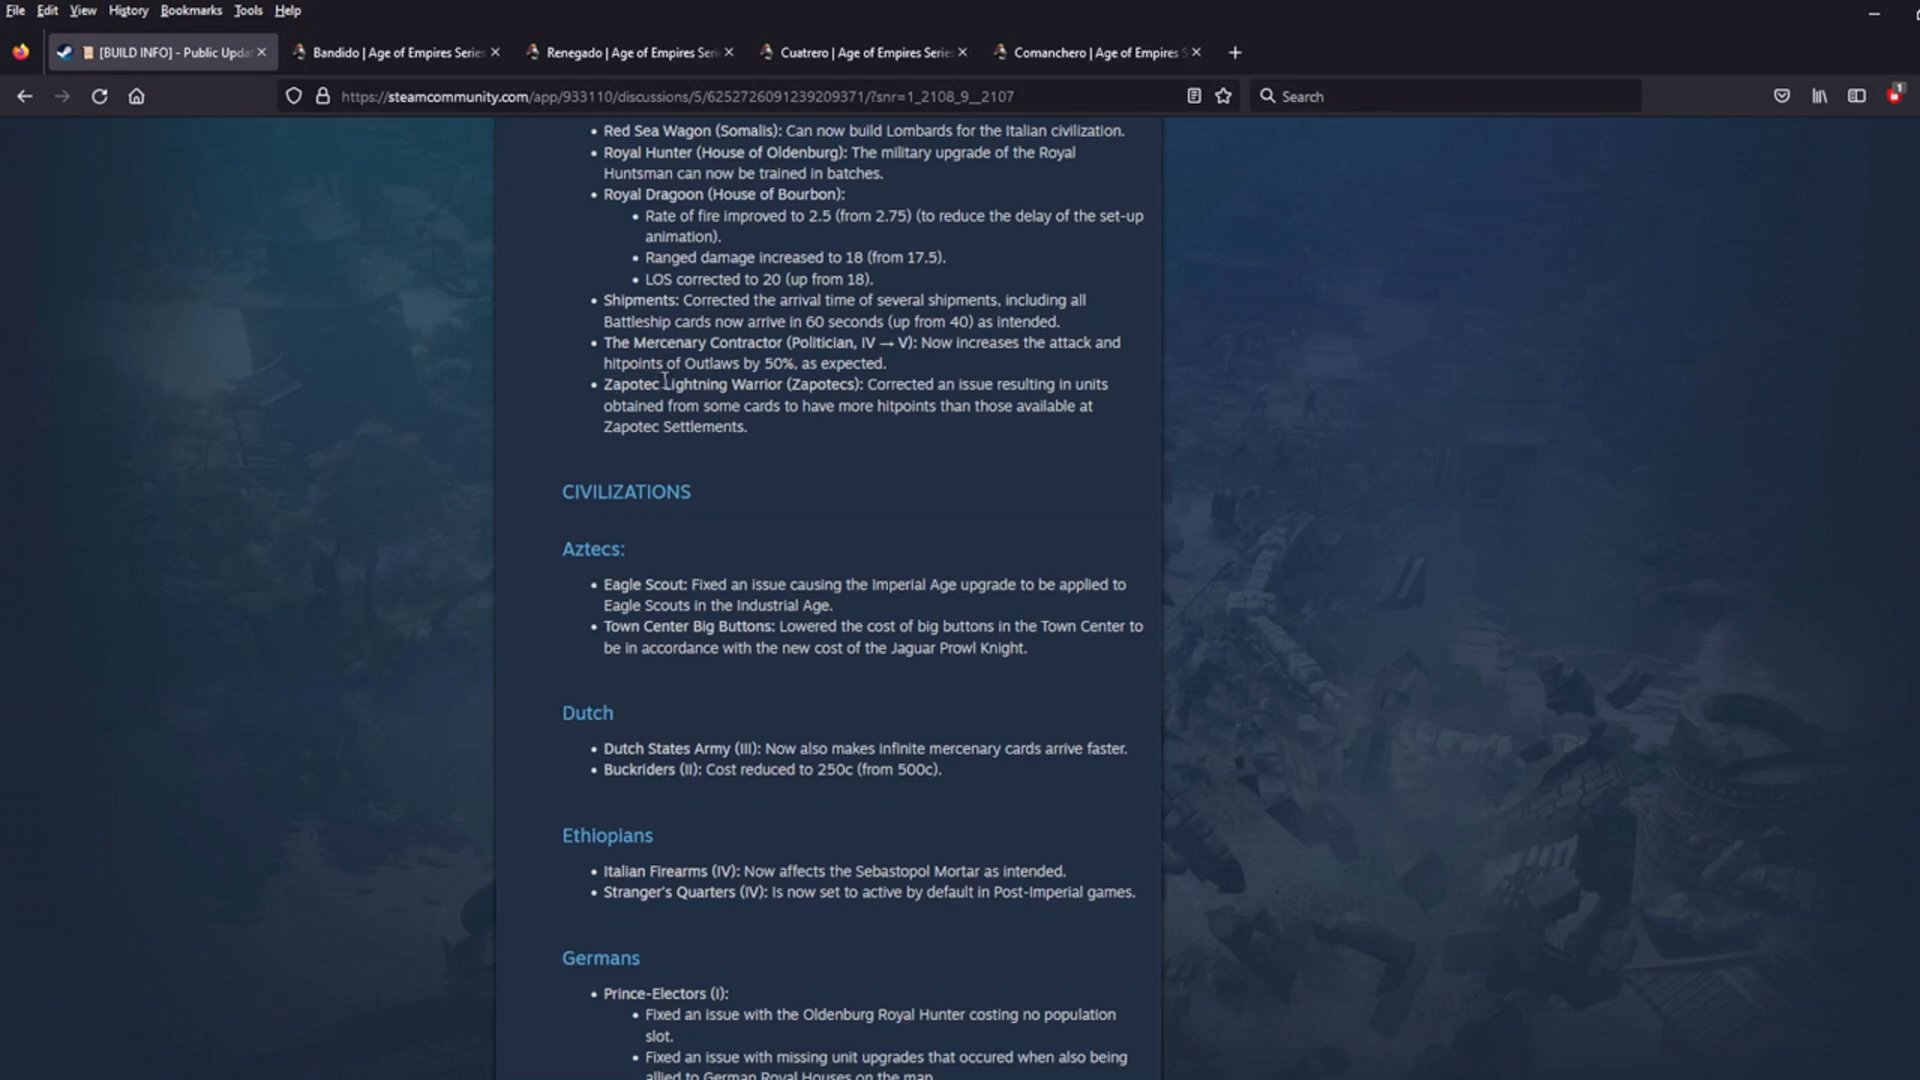 File Edit View History Bookmarks Tools Help
[BUILD INFO] - Public Upda
Bandido | Age of Empires Series
Renegado | Age of Empires Seri
Cuatrero | Age of Empires Series
Comanchero | Age of Empires S
https://steamcommunity.com/app/933110/discussions/5/6252726091239209371/?snr=1_2108_9__2107
Search
1
• Red Sea Wagon (Somalis): Can now build Lombards for the Italian civilization.
• Royal Hunter (House of Oldenburg): The military upgrade of the Royal
Huntsman can now be trained in batches.
• Royal Dragoon (House of Bourbon):
• Rate of fire improved to 2.5 (from 2.75) (to reduce the delay of the set-up
animation).
• Ranged damage increased to 18 (from 17.5).
• LOS corrected to 20 (up from 18).
• Shipments: Corrected the arrival time of several shipments, including all
Battleship cards now arrive in 60 seconds (up from 40) as intended.
• The Mercenary Contractor (Politician, IV → V): Now increases the attack and
hitpoints of Outlaws by 50%, as expected.
• Zapotec Lightning Warrior (Zapotecs): Corrected an issue resulting in units
obtained from some cards to have more hitpoints than those available at
Zapotec Settlements.
CIVILIZATIONS
Aztecs:
• Eagle Scout: Fixed an issue causing the Imperial Age upgrade to be applied to
Eagle Scouts in the Industrial Age.
• Town Center Big Buttons: Lowered the cost of big buttons in the Town Center to
be in accordance with the new cost of the Jaguar Prowl Knight.
Dutch
• Dutch States Army (III): Now also makes infinite mercenary cards arrive faster.
• Buckriders (II): Cost reduced to 250c (from 500c).
Ethiopians
• Italian Firearms (IV): Now affects the Sebastopol Mortar as intended.
• Stranger's Quarters (IV): Is now set to active by default in Post-Imperial games.
Germans
• Prince-Electors (I):
• Fixed an issue with the Oldenburg Royal Hunter costing no population
slot.
• Fixed an issue with missing unit upgrades that occured when also being
allied to German Royal Houses on the map.